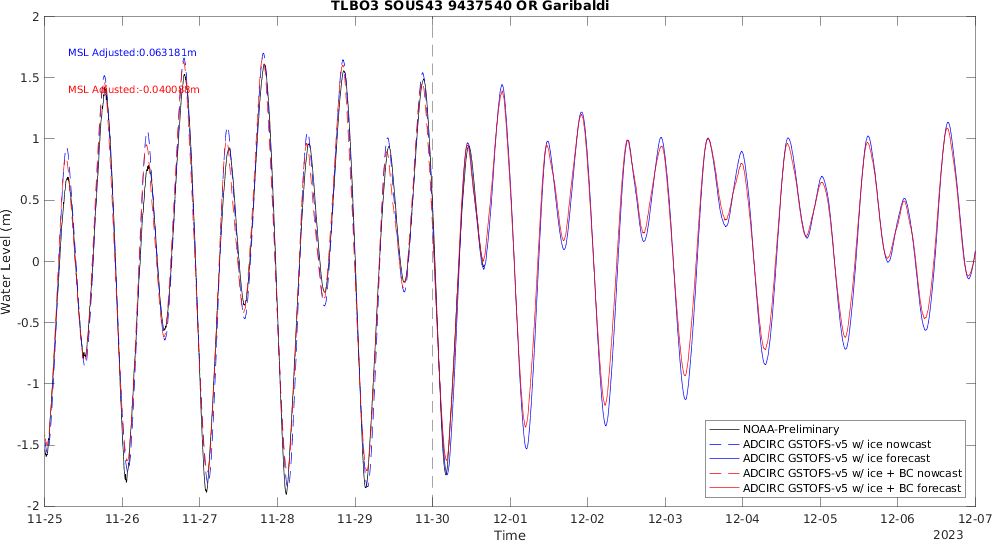 TLBO3 SOUS43 9437540 OR Garibaldi
MSL Adjusted:0.063181m
MSL Adjusted:-0.040088m
Water Level (m)
2
1.5
1
0.5
0
-0.5
-1
-1.5
-2
NOAA-Preliminary
ADCIRC GSTOFS-v5 w/ ice nowcast
ADCIRC GSTOFS-v5 w/ ice forecast
ADCIRC GSTOFS-v5 w/ ice + BC nowcast
ADCIRC GSTOFS-v5 w/ ice + BC forecast
11-25 11-26 11-27 11-28 11-29 11-30 12-01 12-02 12-03 12-04 12-05 12-06 12-07
Time
2023